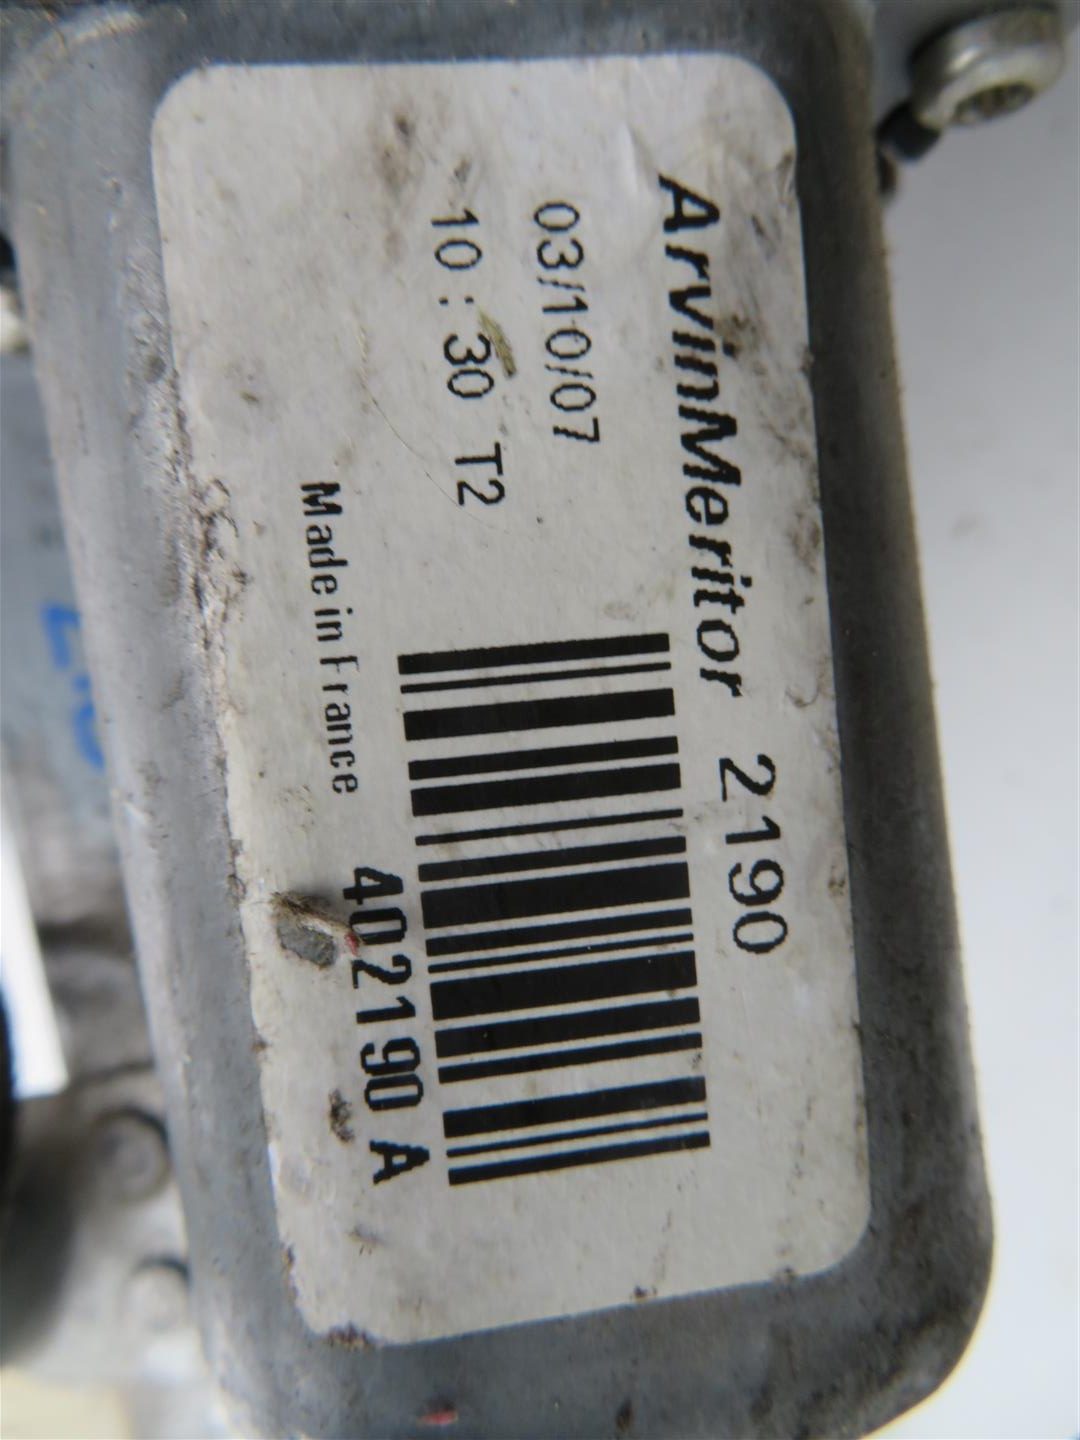 ArvinMeritor 2190
03/10/07
10:30 T2
Made in France
402190 A